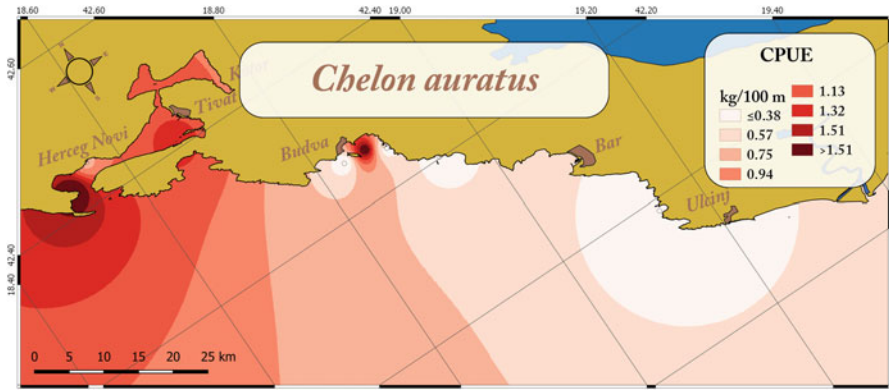 18.60 42.60 18.80 42.40 19.00 19.20 42.20 19.40
42.60
42.40
18.40
Chelon auratus
CPUE
kg/100 m
≤0.38
0.57
0.75
0.94
1.13
1.32
1.51
>1.51
Kotor
Tivat
Herceg Novi
Budva
Bar
Ulcinj
0 5 10 15 20 25 km